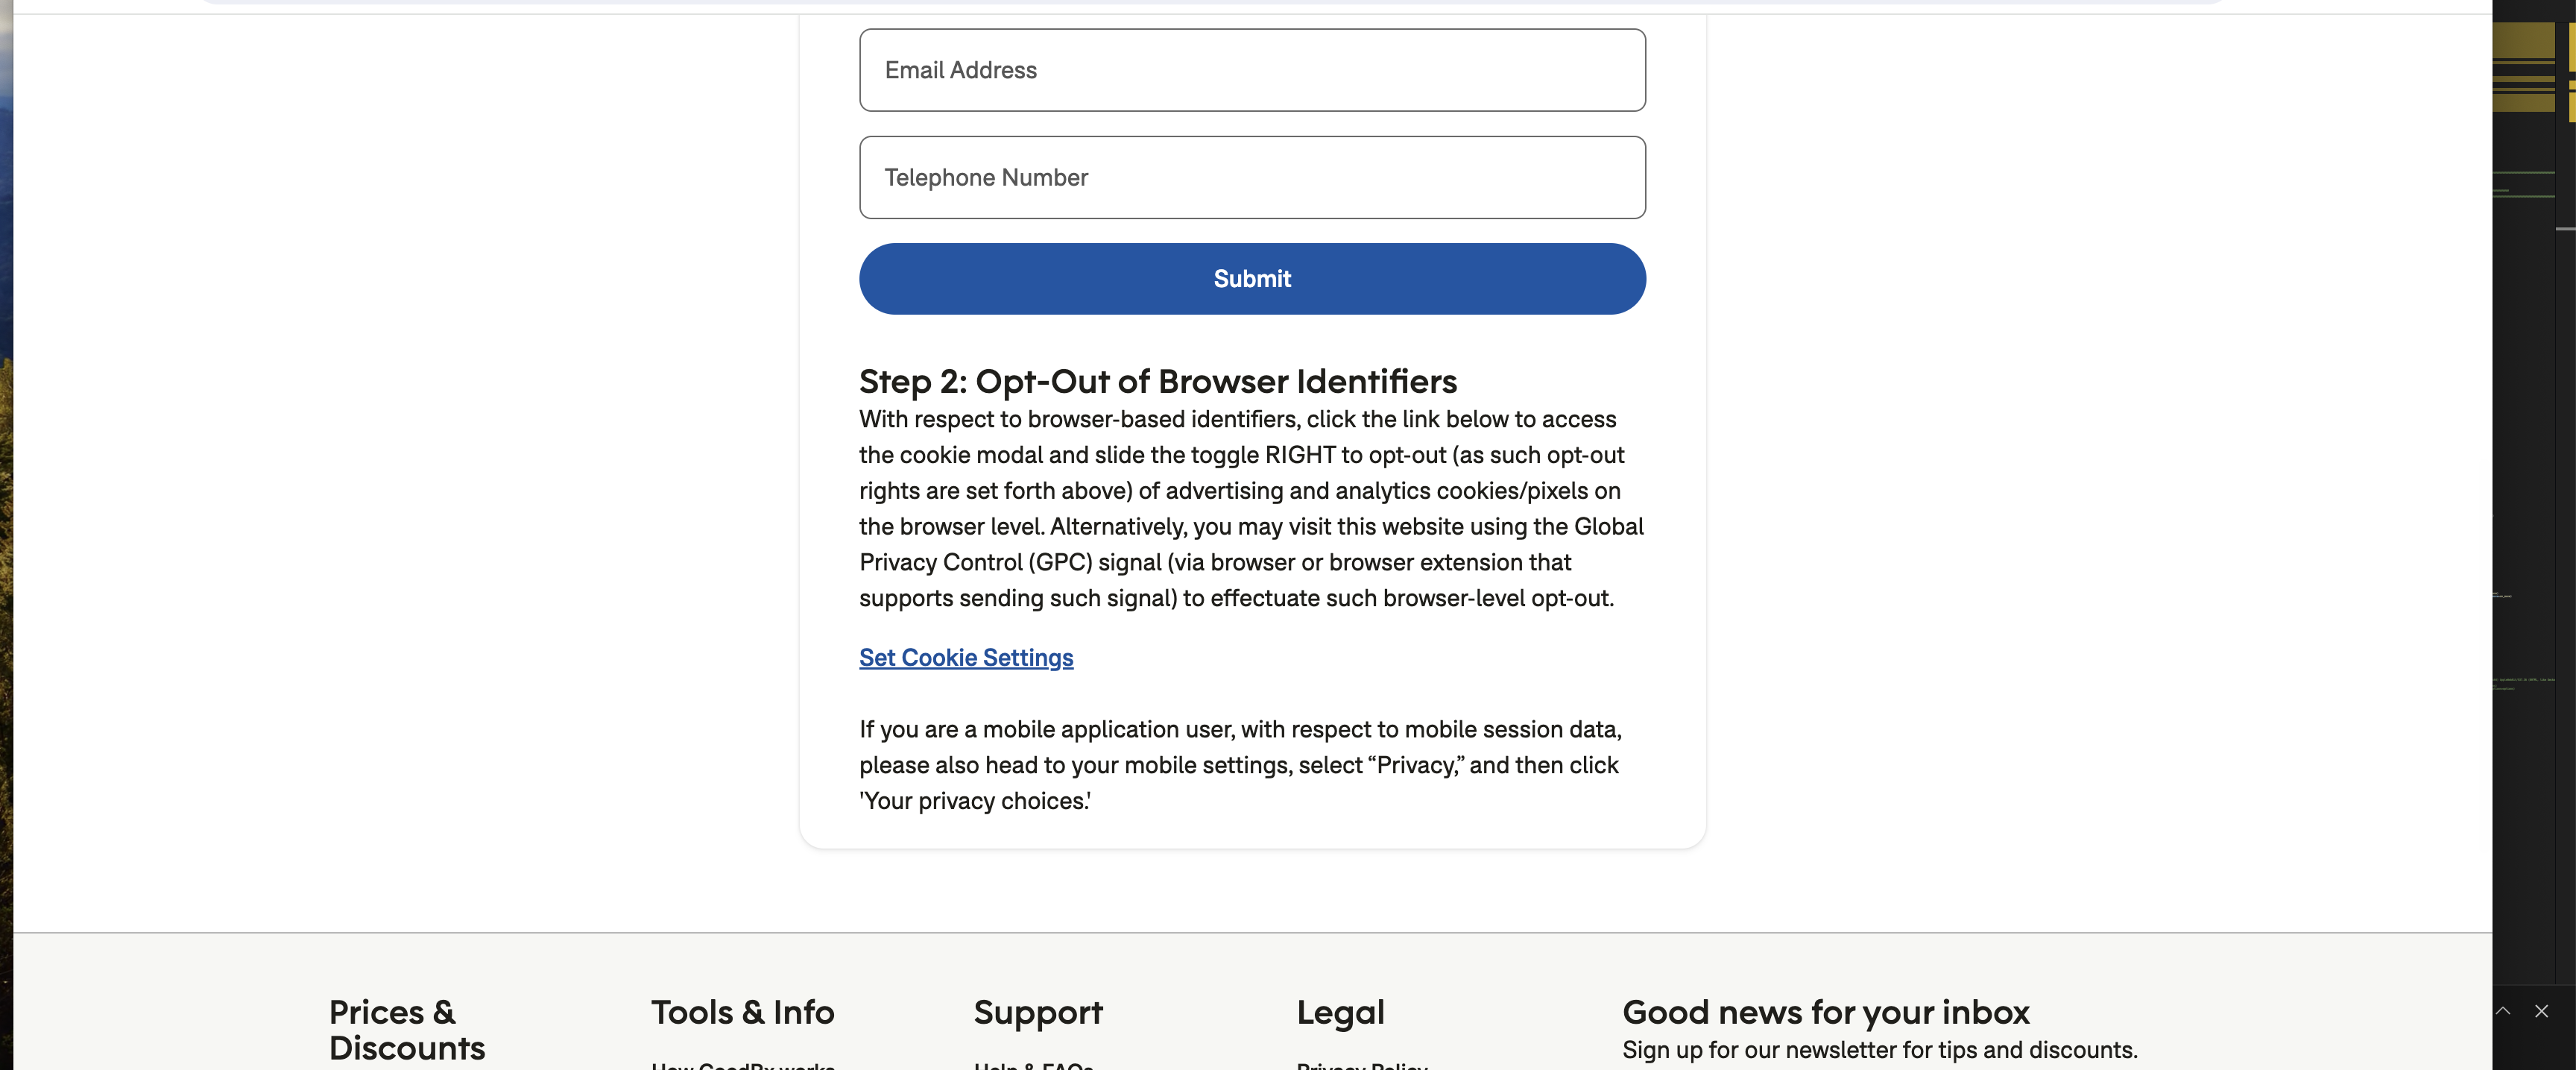 Email Address
Telephone Number
Submit
Step 2: Opt-Out of Browser Identifiers
With respect to browser-based identifiers, click the link below to access
the cookie modal and slide the toggle RIGHT to opt-out (as such opt-out
rights are set forth above) of advertising and analytics cookies/pixels on
the browser level. Alternatively, you may visit this website using the Global
Privacy Control (GPC) signal (via browser or browser extension that
supports sending such signal) to effectuate such browser-level opt-out.
Set Cookie Settings
If you are a mobile application user, with respect to mobile session data,
please also head to your mobile settings, select “Privacy,” and then click
'Your privacy choices.'
Prices &
Discounts
Tools & Info
How GoodRx works
Support
Help & FAQs
Legal
Privacy Policy
Good news for your inbox
Sign up for our newsletter for tips and discounts.